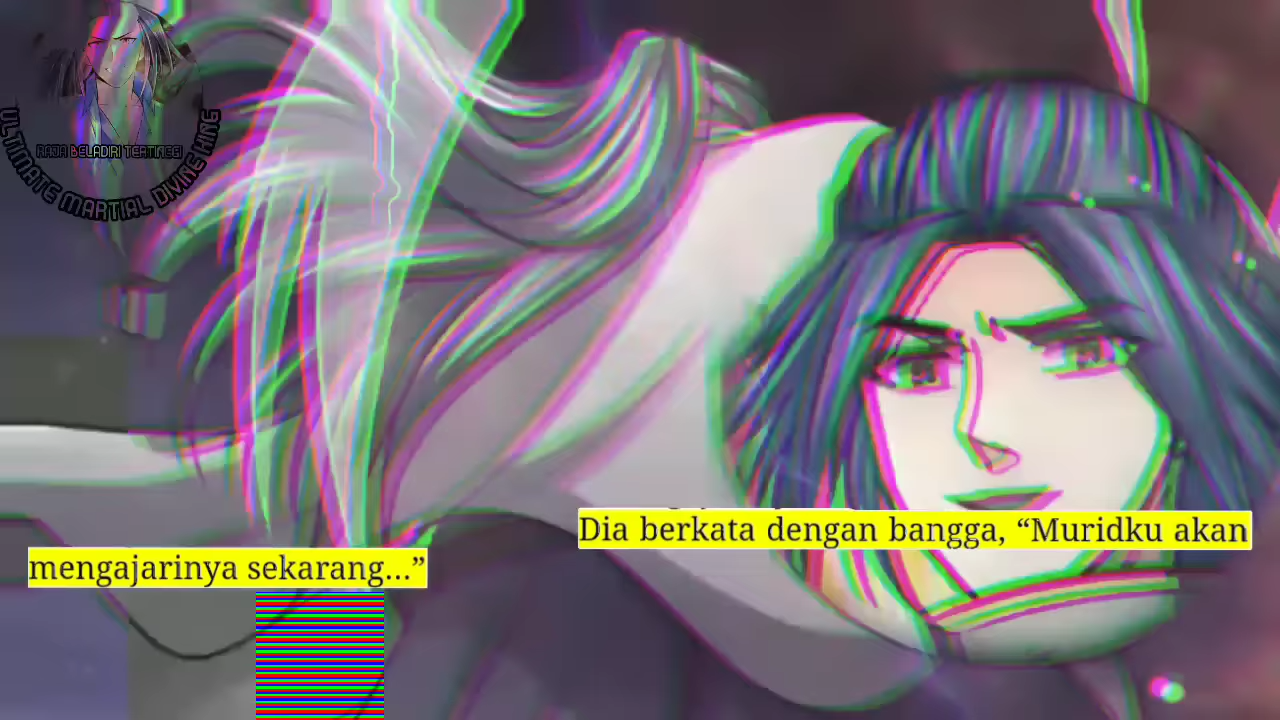 RAJA BELADIRI TERTINGGI
ULTIMATE MARTIAL DIVINE KING
Dia berkata dengan bangga, “Muridku akan
mengajarinya sekarang...”